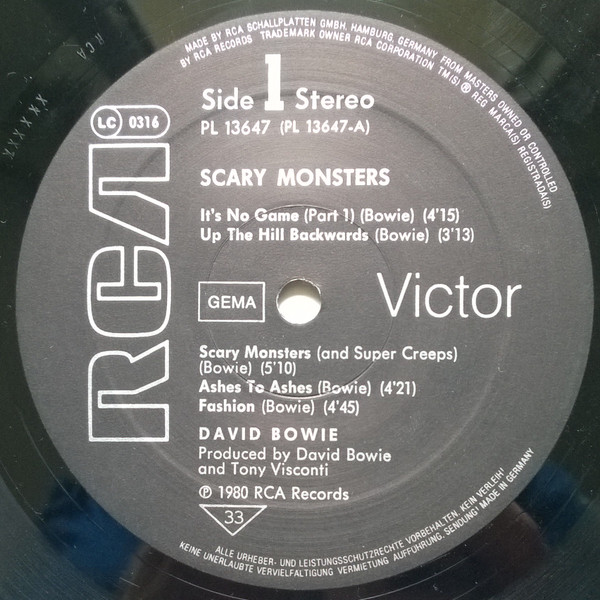 MADE BY RCA SCHALLPLATTEN GMBH, HAMBURG, GERMANY FROM MASTERS OWNED OR CONTROLLED
BY RCA RECORDS TRADEMARK OWNER RCA CORPORATION TM(S) ® REG MARCA(S) REGISTRADA(S)
Side 1 Stereo
PL 13647 (PL 13647-A)
LC 0316
RCA
SCARY MONSTERS
It's No Game (Part 1) (Bowie) (4'15)
Up The Hill Backwards (Bowie) (3'13)
GEMA
Victor
Scary Monsters (and Super Creeps)
(Bowie) (5'10)
Ashes To Ashes (Bowie) (4'21)
Fashion (Bowie) (4'45)
DAVID BOWIE
Produced by David Bowie
and Tony Visconti
℗ 1980 RCA Records
33
ALLE URHEBER- UND LEISTUNGSSCHUTZRECHTE VORBEHALTEN. KEIN VERLEIH!
KEINE UNERLAUBTE VERVIELFÄLTIGUNG VERMIETUNG AUFFÜHRUNG, SENDUNG" MADE IN GERMANY
RCA